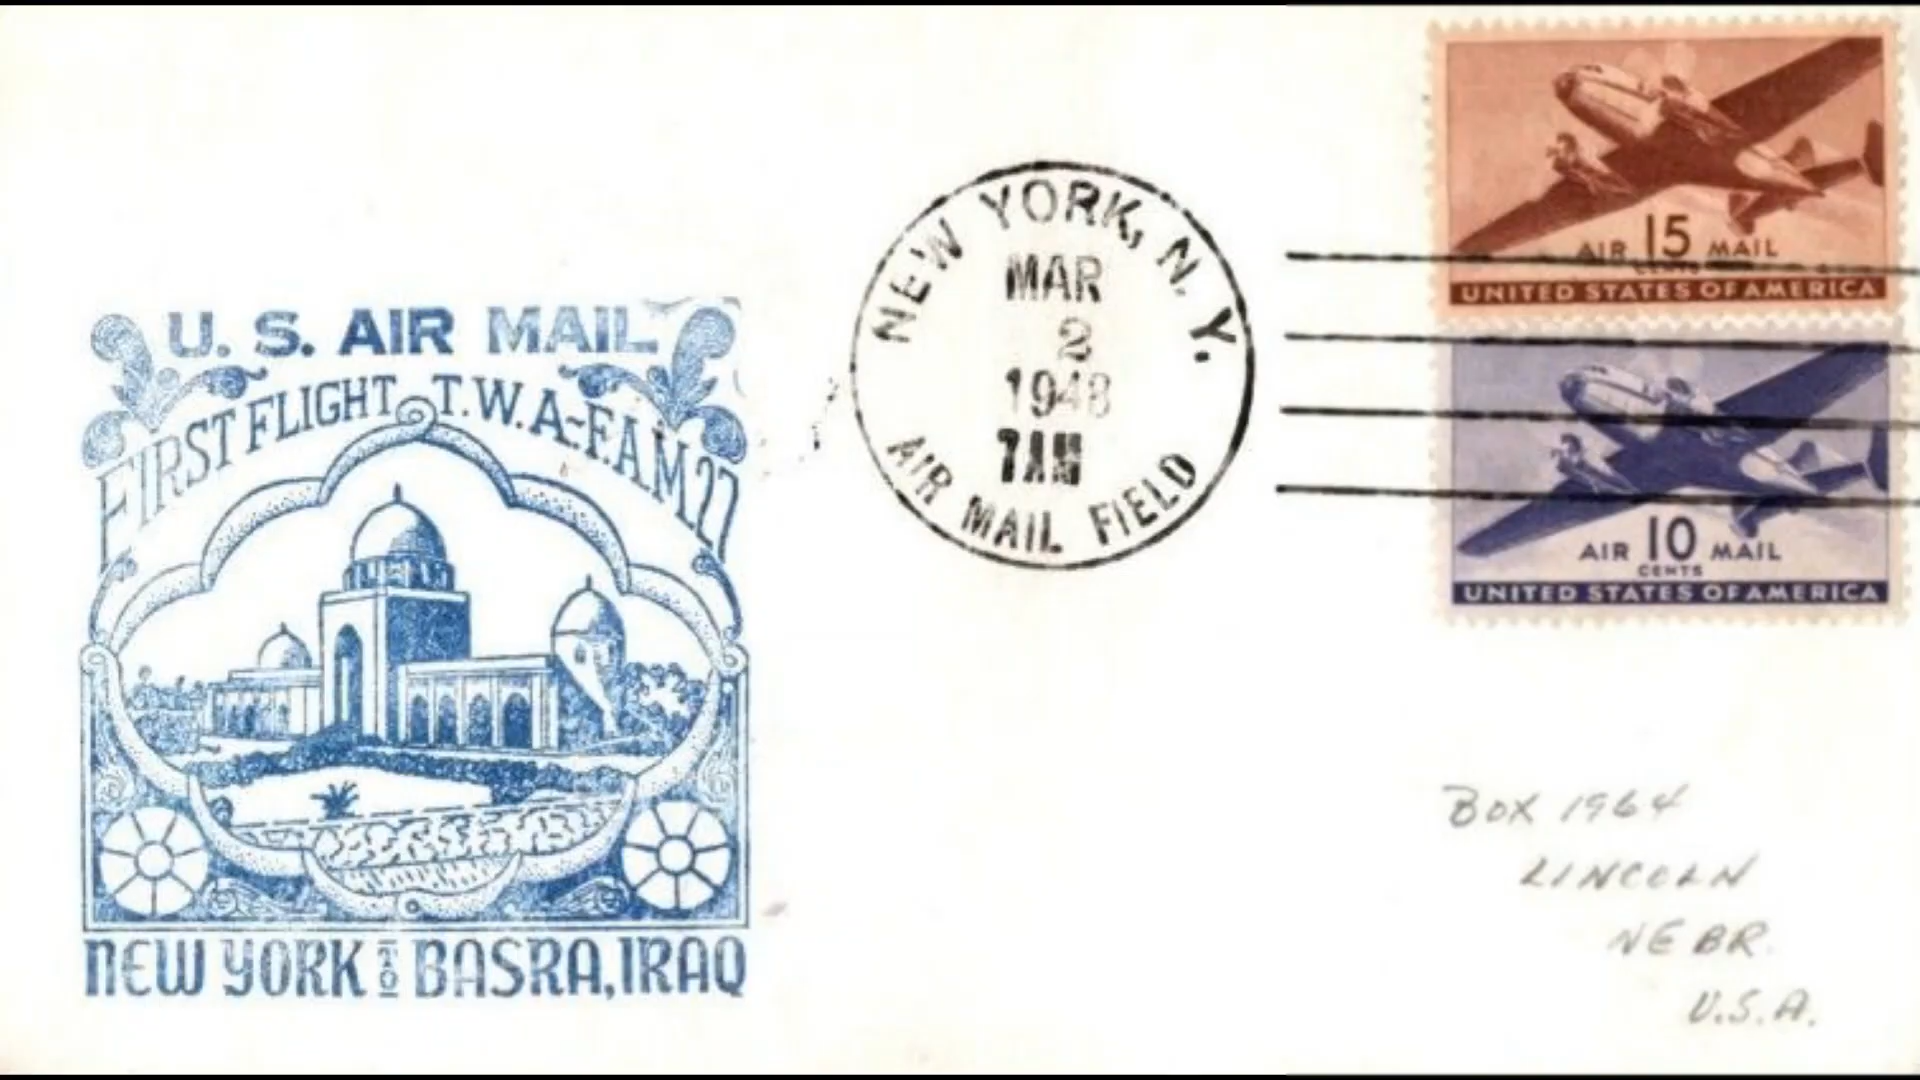 U. S. AIR MAIL
FIRST FLIGHT T.W.A-F.A.M 27
NEW YORK TO BASRA, IRAQ
NEW YORK, N. Y.
MAR
2
1948
7 AM
AIR MAIL FIELD
AIR 15 MAIL
CENTS
UNITED STATES OF AMERICA
AIR 10 MAIL
CENTS
UNITED STATES OF AMERICA
BOX 1964
LINCOLN
NEBR.
U.S.A.